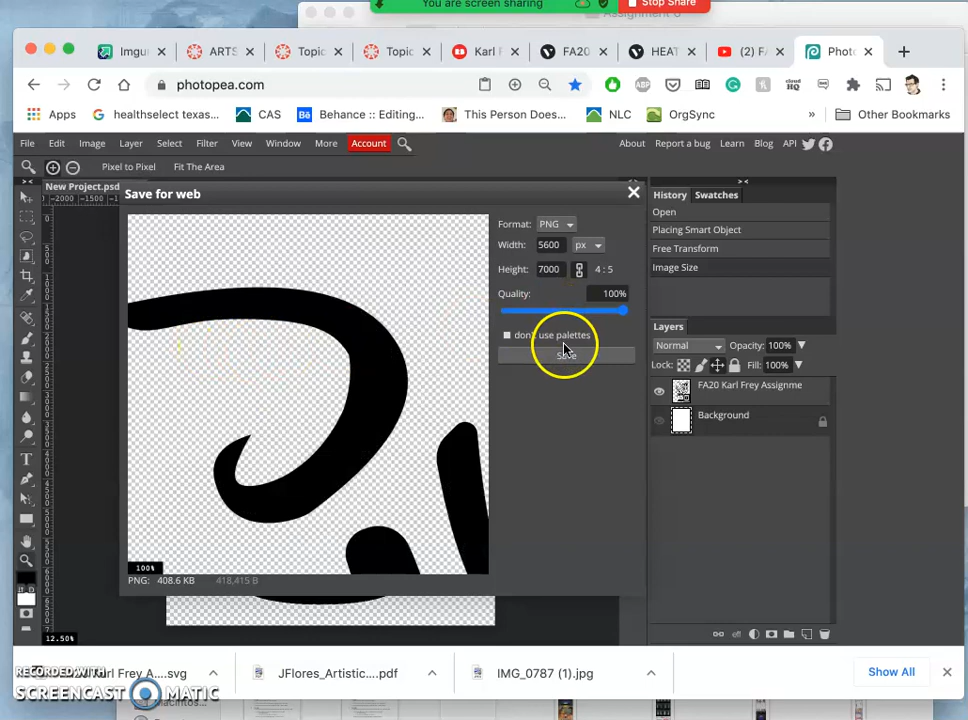 You are screen sharing
Stop Share
Assignment 6
Imgu
ARTS
Topic
Topic
Karl F
FA20
HEAT
(2) FA
Photo
photopea.com
Apps
healthselect texas...
CAS
Behance :: Editing...
This Person Does...
NLC
OrgSync
»
Other Bookmarks
File Edit Image Layer Select Filter View Window More Account
About Report a bug Learn Blog API
Pixel to Pixel Fit The Area
New Project.psd
Save for web
Format: PNG
Width: 5600 px
Height: 7000 4 : 5
Quality: 100%
don't use palettes
Save
100%
PNG: 408.6 KB 418,415 B
12.50%
History Swatches
Open
Placing Smart Object
Free Transform
Image Size
Layers
Normal Opacity: 100%
Lock: Fill: 100%
FA20 Karl Frey Assignme
Background
Karl Frey A....svg
JFlores_Artistic....pdf
IMG_0787 (1).jpg
Show All
RECORDED WITH
SCREENCAST MATIC